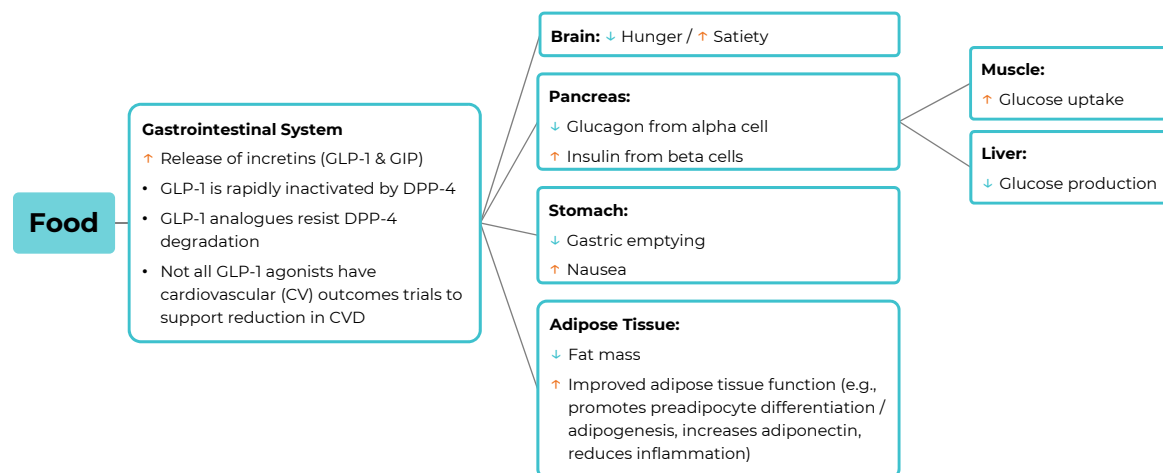 Food
Gastrointestinal System
↑ Release of incretins (GLP-1 & GIP)
• GLP-1 is rapidly inactivated by DPP-4
• GLP-1 analogues resist DPP-4
degradation
• Not all GLP-1 agonists have
cardiovascular (CV) outcomes trials to
support reduction in CVD
Brain: ↓ Hunger / ↑ Satiety
Pancreas:
↓ Glucagon from alpha cell
↑ Insulin from beta cells
Stomach:
↓ Gastric emptying
↑ Nausea
Adipose Tissue:
↓ Fat mass
↑ Improved adipose tissue function (e.g.,
promotes preadipocyte differentiation /
adipogenesis, increases adiponectin,
reduces inflammation)
Muscle:
↑ Glucose uptake
Liver:
↓ Glucose production